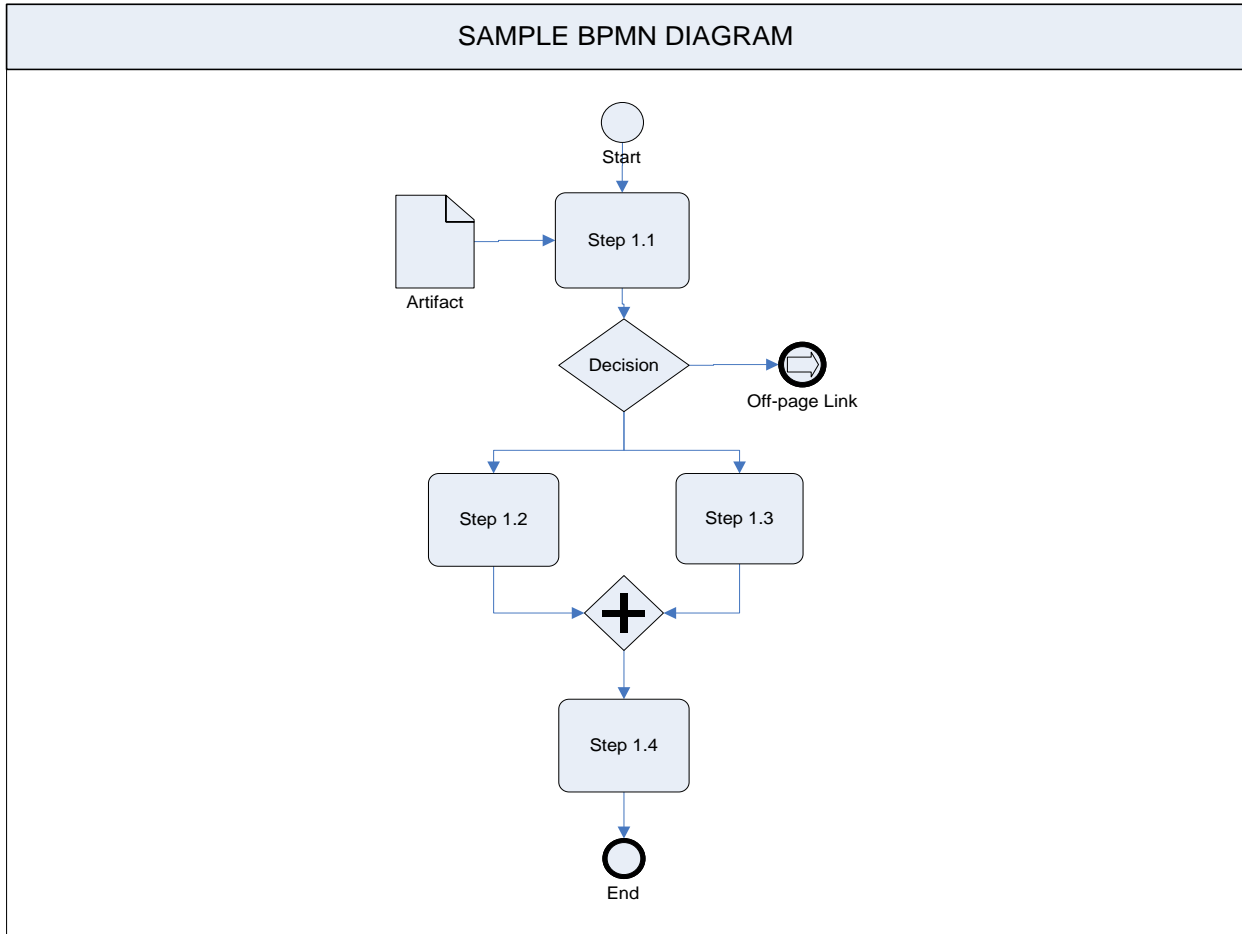 SAMPLE BPMN DIAGRAM
Start
Step 1.1
Artifact
Decision
Off-page Link
Step 1.2
Step 1.3
Step 1.4
End